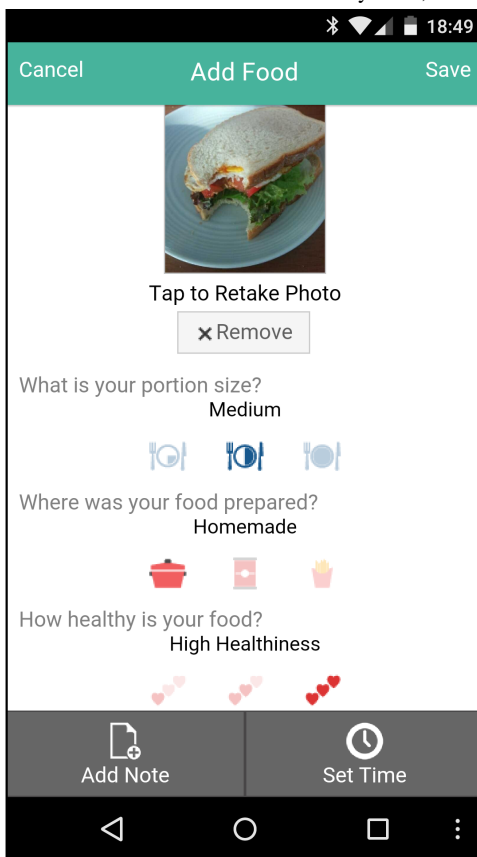 18:49
Cancel
Add Food
Save
Tap to Retake Photo
Remove
What is your portion size?
Medium
Where was your food prepared?
Homemade
How healthy is your food?
High Healthiness
Add Note
Set Time